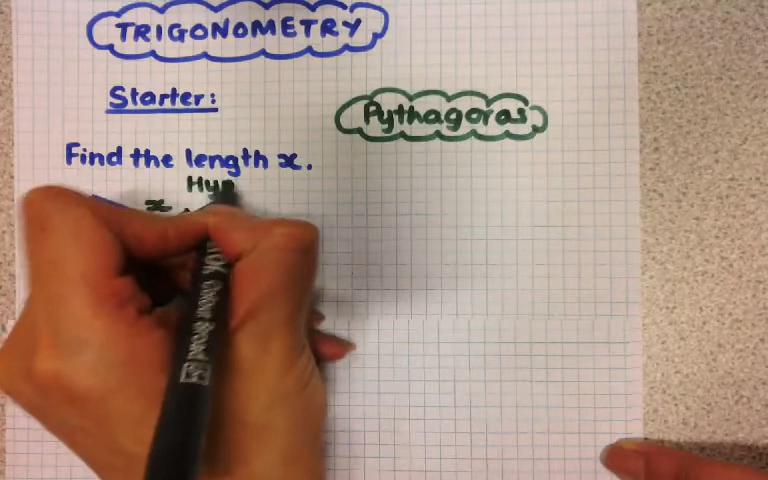 TRIGONOMETRY
Starter:
Pythagoras
Find the length x.
Hyp
x